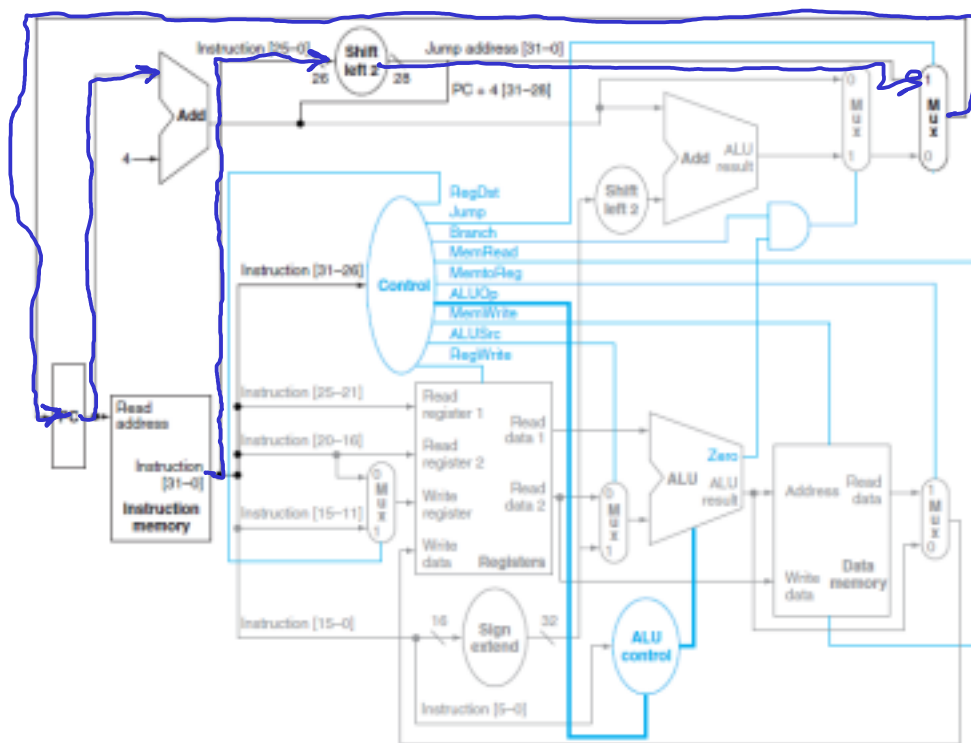 Instruction [25–0]
Shift left 2
Jump address [31–0]
26
28
PC = 4 [31–28]
Add
4
0
Mux
1
1
Mux
0
Add
ALU result
Shift left 2
RegDst
Jump
Branch
MemRead
MemtoReg
ALUOp
MemWrite
ALUSrc
RegWrite
Control
Instruction [31–26]
PC
Read address
Instruction [31–0]
Instruction memory
Instruction [25–21]
Instruction [20–16]
Instruction [15–11]
0
Mux
1
Read register 1
Read register 2
Write register
Write data
Read data 1
Read data 2
Registers
0
Mux
1
Zero
ALU
ALU result
Address
Read data
Write data
Data memory
1
Mux
0
Instruction [15–0]
16
Sign extend
32
ALU control
Instruction [5–0]